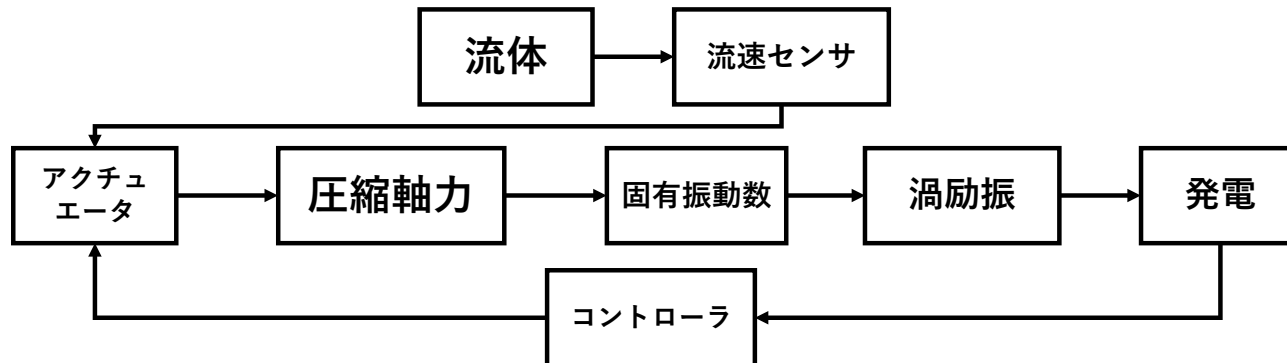 流体
流速センサ
アクチュ
エータ
圧縮軸力
固有振動数
渦励振
発電
コントローラ